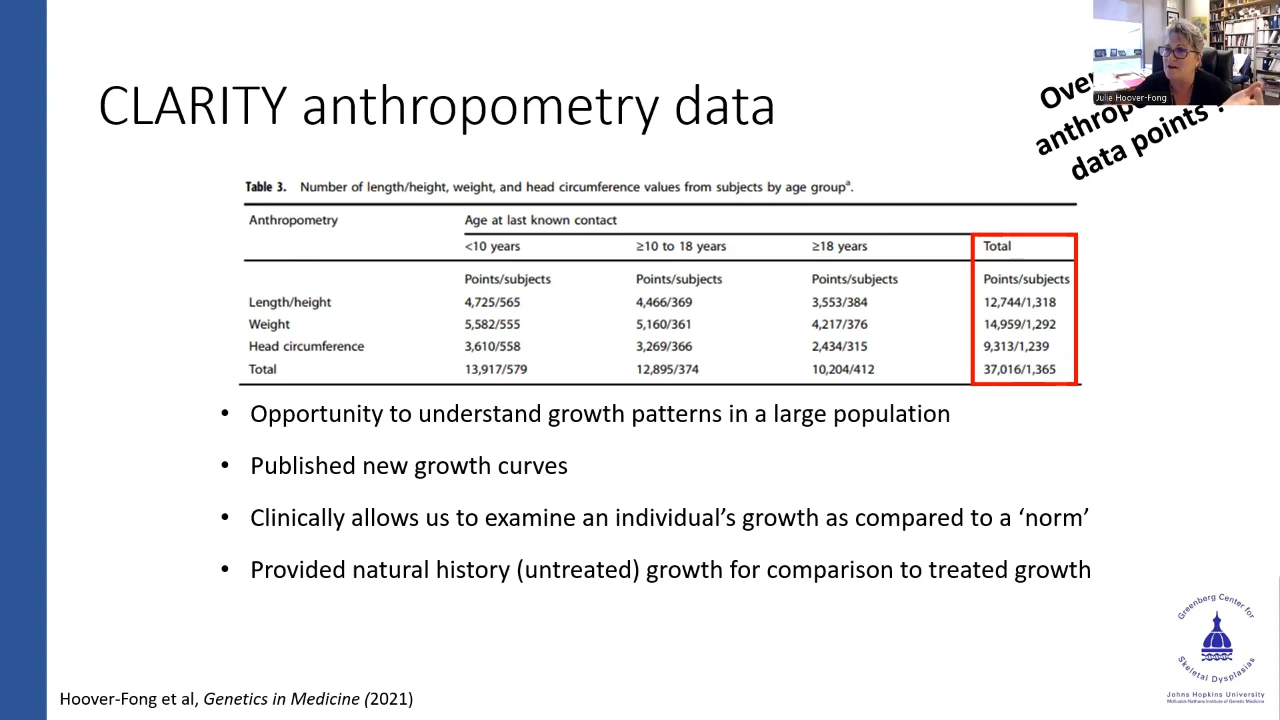 CLARITY anthropometry data
Julie Hoover-Fong
data points
Table 3. Number of length/height, weight, and head circumference values from subjects by age groupa.
Anthropometry Age at last known contact
<10 years ≥10 to 18 years ≥18 years Total
Points/subjects Points/subjects Points/subjects Points/subjects
Length/height 4,725/565 4,466/369 3,553/384 12,744/1,318
Weight 5,582/555 5,160/361 4,217/376 14,959/1,292
Head circumference 3,610/558 3,269/366 2,434/315 9,313/1,239
Total 13,917/579 12,895/374 10,204/412 37,016/1,365
• Opportunity to understand growth patterns in a large population
• Published new growth curves
• Clinically allows us to examine an individual’s growth as compared to a ‘norm’
• Provided natural history (untreated) growth for comparison to treated growth
Greenberg Center for
Skeletal Dysplasias
Johns Hopkins University
McKusick-Nathans Institute of Genetic Medicine
Hoover-Fong et al, Genetics in Medicine (2021)